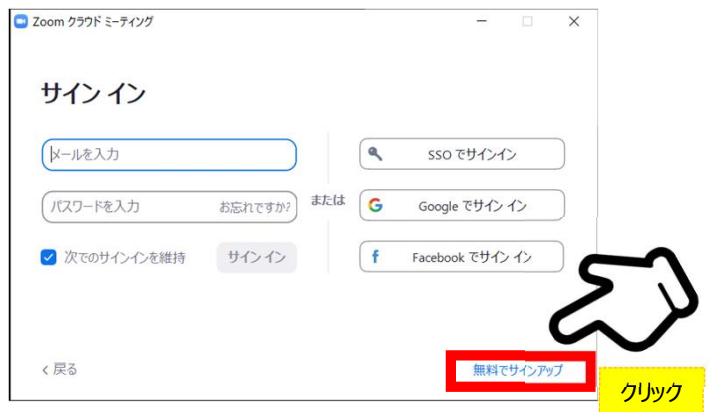 Zoom クラウド ミーティング
サイン イン
メールを入力
パスワードを入力 お忘れですか?
次でのサインインを維持 サイン イン
または
SSO でサインイン
Google でサイン イン
Facebook でサイン イン
戻る
無料でサインアップ
クリック